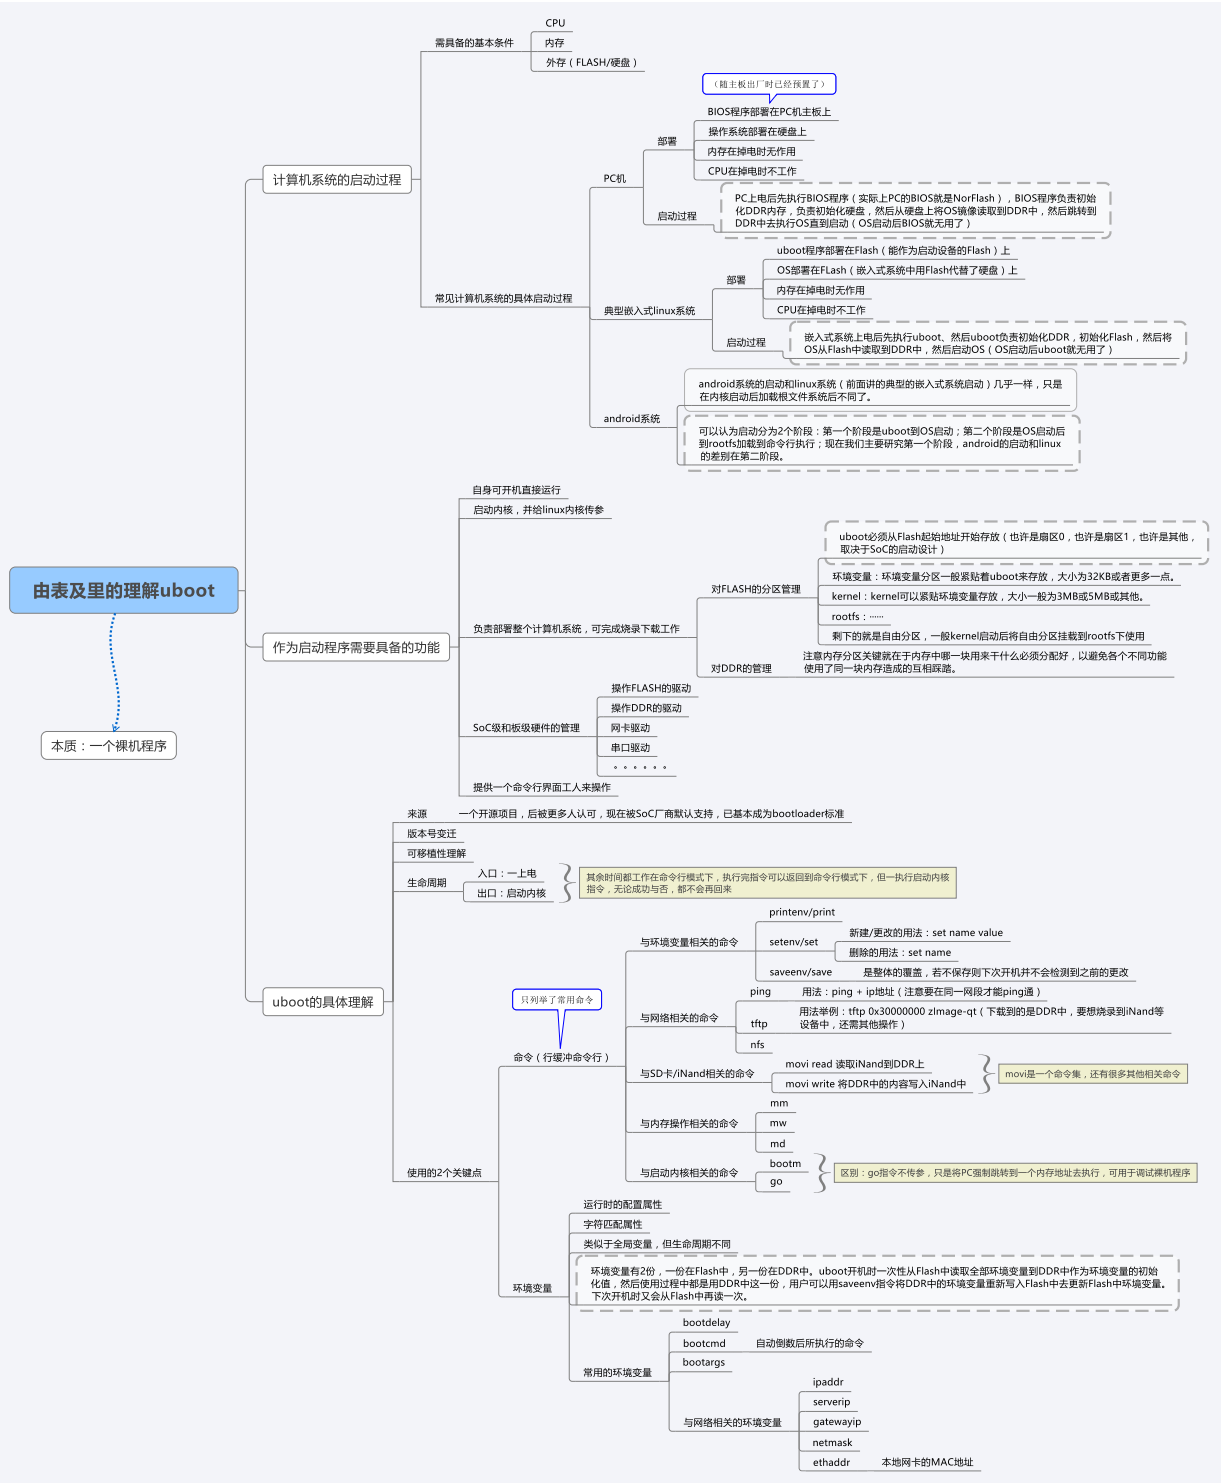 由表及里的理解uboot
本质：一个裸机程序
计算机系统的启动过程
需具备的基本条件
CPU
内存
外存（FLASH/硬盘）
常见计算机系统的具体启动过程
PC机
部署
（随主板出厂时已经预置了）
BIOS程序部署在PC机主板上
操作系统部署在硬盘上
内存在掉电时无作用
CPU在掉电时不工作
启动过程
PC上电后先执行BIOS程序（实际上PC的BIOS就是NorFlash），BIOS程序负责初始
化DDR内存，负责初始化硬盘，然后从硬盘上将OS镜像读取到DDR中，然后跳转到
DDR中去执行OS直到启动（OS启动后BIOS就无用了）
典型嵌入式linux系统
部署
uboot程序部署在Flash（能作为启动设备的Flash）上
OS部署在FLash（嵌入式系统中用Flash代替了硬盘）上
内存在掉电时无作用
CPU在掉电时不工作
启动过程
嵌入式系统上电后先执行uboot、然后uboot负责初始化DDR，初始化Flash，然后将
OS从Flash中读取到DDR中，然后启动OS（OS启动后uboot就无用了）
android系统
android系统的启动和linux系统（前面讲的典型的嵌入式系统启动）几乎一样，只是
在内核启动后加载根文件系统后不同了。
可以认为启动分为2个阶段：第一个阶段是uboot到OS启动；第二个阶段是OS启动后
到rootfs加载到命令行执行；现在我们主要研究第一个阶段，android的启动和linux
的差别在第二阶段。
作为启动程序需要具备的功能
自身可开机直接运行
启动内核，并给linux内核传参
负责部署整个计算机系统，可完成烧录下载工作
对FLASH的分区管理
uboot必须从Flash起始地址开始存放（也许是扇区0，也许是扇区1，也许是其他，
取决于SoC的启动设计）
环境变量：环境变量分区一般紧贴着uboot来存放，大小为32KB或者更多一点。
kernel：kernel可以紧贴环境变量存放，大小一般为3MB或5MB或其他。
rootfs：······
剩下的就是自由分区，一般kernel启动后将自由分区挂载到rootfs下使用
对DDR的管理
注意内存分区关键就在于内存中哪一块用来干什么必须分配好，以避免各个不同功能
使用了同一块内存造成的互相踩踏。
SoC级和板级硬件的管理
操作FLASH的驱动
操作DDR的驱动
网卡驱动
串口驱动
。。。。。。
提供一个命令行界面工人来操作
uboot的具体理解
来源
一个开源项目，后被更多人认可，现在被SoC厂商默认支持，已基本成为bootloader标准
版本号变迁
可移植性理解
生命周期
入口：一上电
出口：启动内核
其余时间都工作在命令行模式下，执行完指令可以返回到命令行模式下，但一执行启动内核
指令，无论成功与否，都不会再回来
使用的2个关键点
只列举了常用命令
命令（行缓冲命令行）
与环境变量相关的命令
printenv/print
setenv/set
新建/更改的用法：set name value
删除的用法：set name
saveenv/save
是整体的覆盖，若不保存则下次开机并不会检测到之前的更改
与网络相关的命令
ping
用法：ping + ip地址（注意要在同一网段才能ping通）
tftp
用法举例：tftp 0x30000000 zImage-qt（下载到的是DDR中，要想烧录到iNand等
设备中，还需其他操作）
nfs
与SD卡/iNand相关的命令
movi read 读取iNand到DDR上
movi write 将DDR中的内容写入iNand中
movi是一个命令集，还有很多其他相关命令
与内存操作相关的命令
mm
mw
md
与启动内核相关的命令
bootm
go
区别：go指令不传参，只是将PC强制跳转到一个内存地址去执行，可用于调试裸机程序
环境变量
运行时的配置属性
字符匹配属性
类似于全局变量，但生命周期不同
环境变量有2份，一份在Flash中，另一份在DDR中。uboot开机时一次性从Flash中读取全部环境变量到DDR中作为环境变量的初始
化值，然后使用过程中都是用DDR中这一份，用户可以用saveenv指令将DDR中的环境变量重新写入Flash中去更新Flash中环境变量。
下次开机时又会从Flash中再读一次。
常用的环境变量
bootdelay
bootcmd
自动倒数后所执行的命令
bootargs
与网络相关的环境变量
ipaddr
serverip
gatewayip
netmask
ethaddr
本地网卡的MAC地址